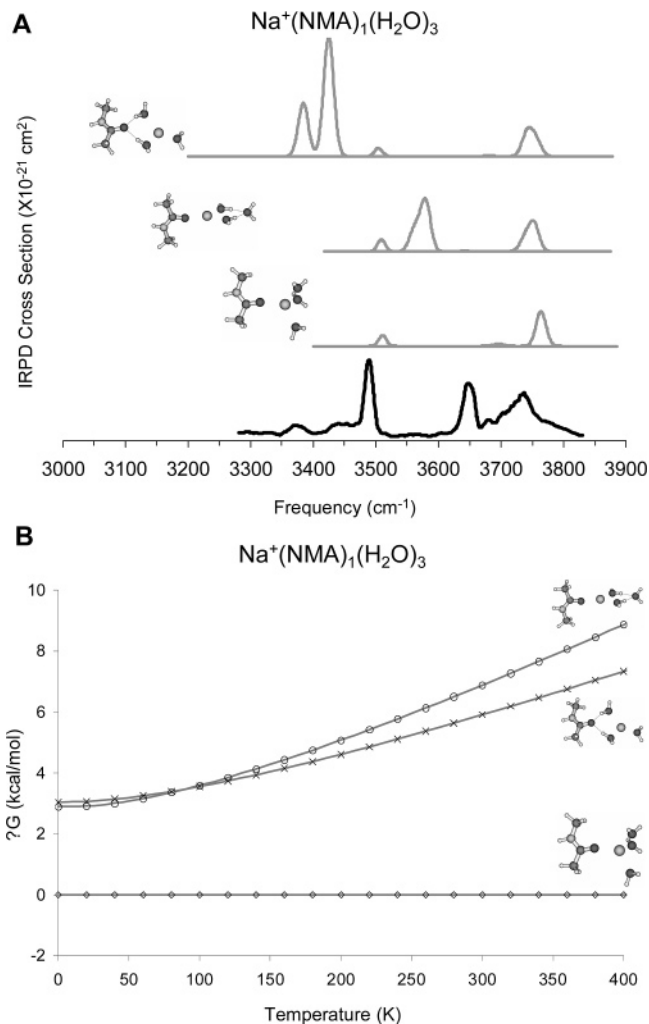 A
Na+(NMA)1(H2O)3
IRPD Cross Section (X10-21 cm2)
3000 3100 3200 3300 3400 3500 3600 3700 3800 3900
Frequency (cm-1)
B
Na+(NMA)1(H2O)3
?G (kcal/mol)
10
8
6
4
2
0
-2
0 50 100 150 200 250 300 350 400
Temperature (K)